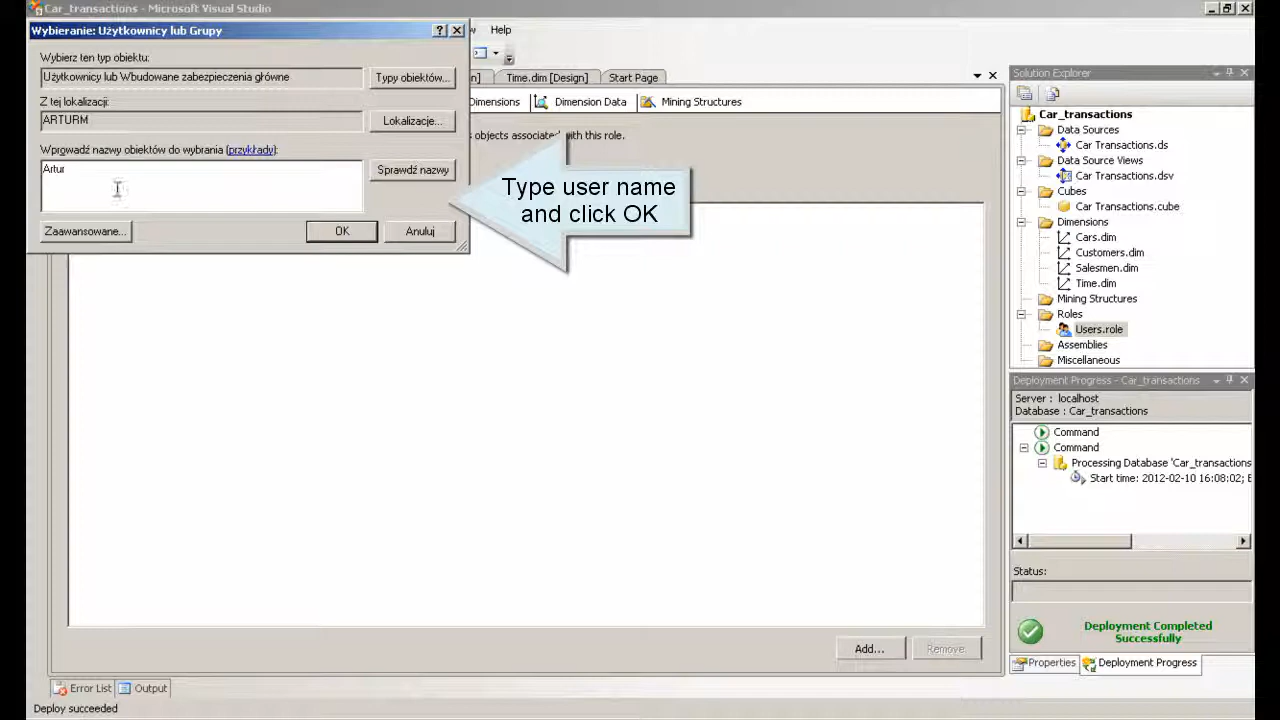 Car_transactions - Microsoft Visual Studio
Wybieranie: Użytkownicy lub Grupy
Wybierz ten typ obiektu:
Użytkownicy lub Wbudowane zabezpieczenia główne
Typy obiektów...
Z tej lokalizacji:
ARTURM
Lokalizacje...
Wprowadź nazwy obiektów do wybrania (przykłady):
Artur
Sprawdź nazwy
Zaawansowane...
OK
Anuluj
Help
Time.dim [Design]
Start Page
Dimensions
Dimension Data
Mining Structures
objects associated with this role.
Type user name
and click OK
Add...
Remove
Solution Explorer
Car_transactions
Data Sources
Car Transactions.ds
Data Source Views
Car Transactions.dsv
Cubes
Car Transactions.cube
Dimensions
Cars.dim
Customers.dim
Salesmen.dim
Time.dim
Mining Structures
Roles
Users.role
Assemblies
Miscellaneous
Deployment Progress - Car_transactions
Server : localhost
Database : Car_transactions
Command
Command
Processing Database 'Car_transactions
Start time: 2012-02-10 16:08:02; E
Status:
Deployment Completed
Successfully
Properties
Deployment Progress
Error List
Output
Deploy succeeded